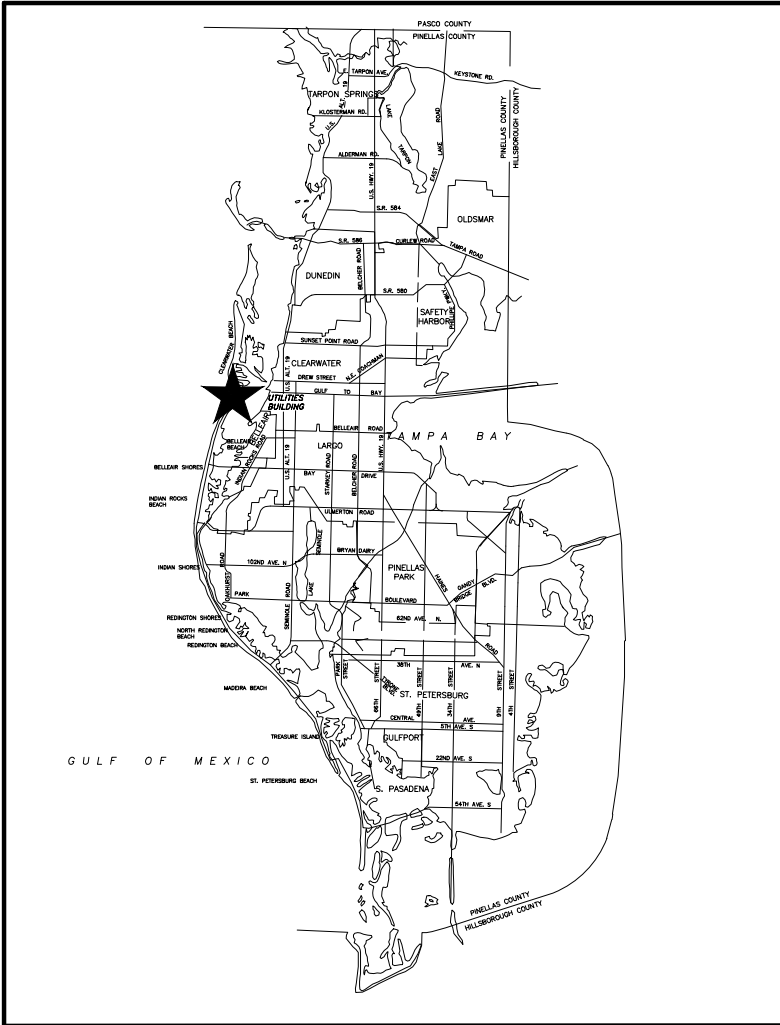 PASCO COUNTY
PINELLAS COUNTY
E. TARPON AVE.
KEYSTONE RD.
TARPON SPRINGS
U.S. ALT. 19
KLOSTERMAN RD.
LAKE TARPON
EAST LAKE ROAD
PINELLAS COUNTY
HILLSBOROUGH COUNTY
ALDERMAN RD.
U.S. HWY. 19
S.R. 584
OLDSMAR
S.R. 586
CURLEW ROAD
TAMPA ROAD
BELCHER ROAD
DUNEDIN
S.R. 580
PHILIPPE PKWY.
SAFETY
HARBOR
CLEARWATER BEACH
SUNSET POINT ROAD
CLEARWATER
N.E. COACHMAN
DREW STREET
U.S. ALT. 19
GULF TO BAY
UTILITIES
BUILDING
BELLEAIR
BELLEAIR ROAD
TAMPA BAY
BELLEAIR
BEACH
INDIAN ROCKS ROAD
LARGO
U.S. ALT. 19
STARKEY ROAD
BELCHER ROAD
U.S. HWY. 19
BELLEAIR SHORES
BAY DRIVE
INDIAN ROCKS
BEACH
ULMERTON ROAD
SEMINOLE
BRYAN DAIRY
102ND AVE. N
INDIAN SHORES
OAKHURST ROAD
LAKE
PINELLAS
PARK
HAINES ROAD
GANDY
BRIDGE BLVD.
PARK BOULEVARD
SEMINOLE ROAD
REDINGTON SHORES
62ND AVE. N.
NORTH REDINGTON
BEACH
REDINGTON BEACH
38TH AVE. N
PARK STREET
66TH STREET
TYRONE BLVD.
49TH STREET
34TH STREET
9TH STREET
4TH STREET
MADEIRA BEACH
ST. PETERSBURG
CENTRAL AVE.
5TH AVE. S
TREASURE ISLAND
GULFPORT
22ND AVE. S
GULF OF MEXICO
ST. PETERSBURG BEACH
S. PASADENA
54TH AVE. S
PINELLAS COUNTY
HILLSBOROUGH COUNTY